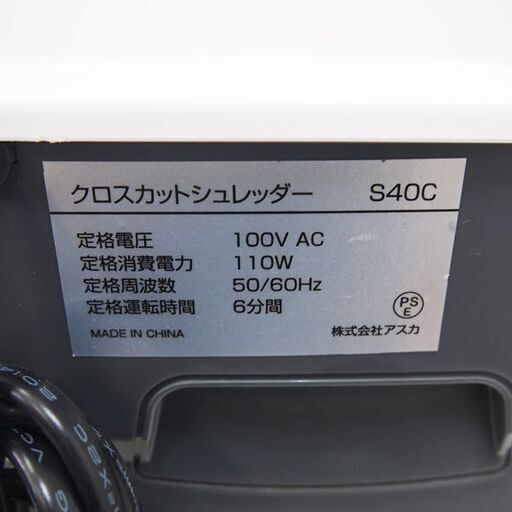 クロスカットシュレッダー S40C
定格電圧 100V AC
定格消費電力 110W
定格周波数 50/60Hz
定格運転時間 6分間
PS
E
MADE IN CHINA 株式会社アスカ